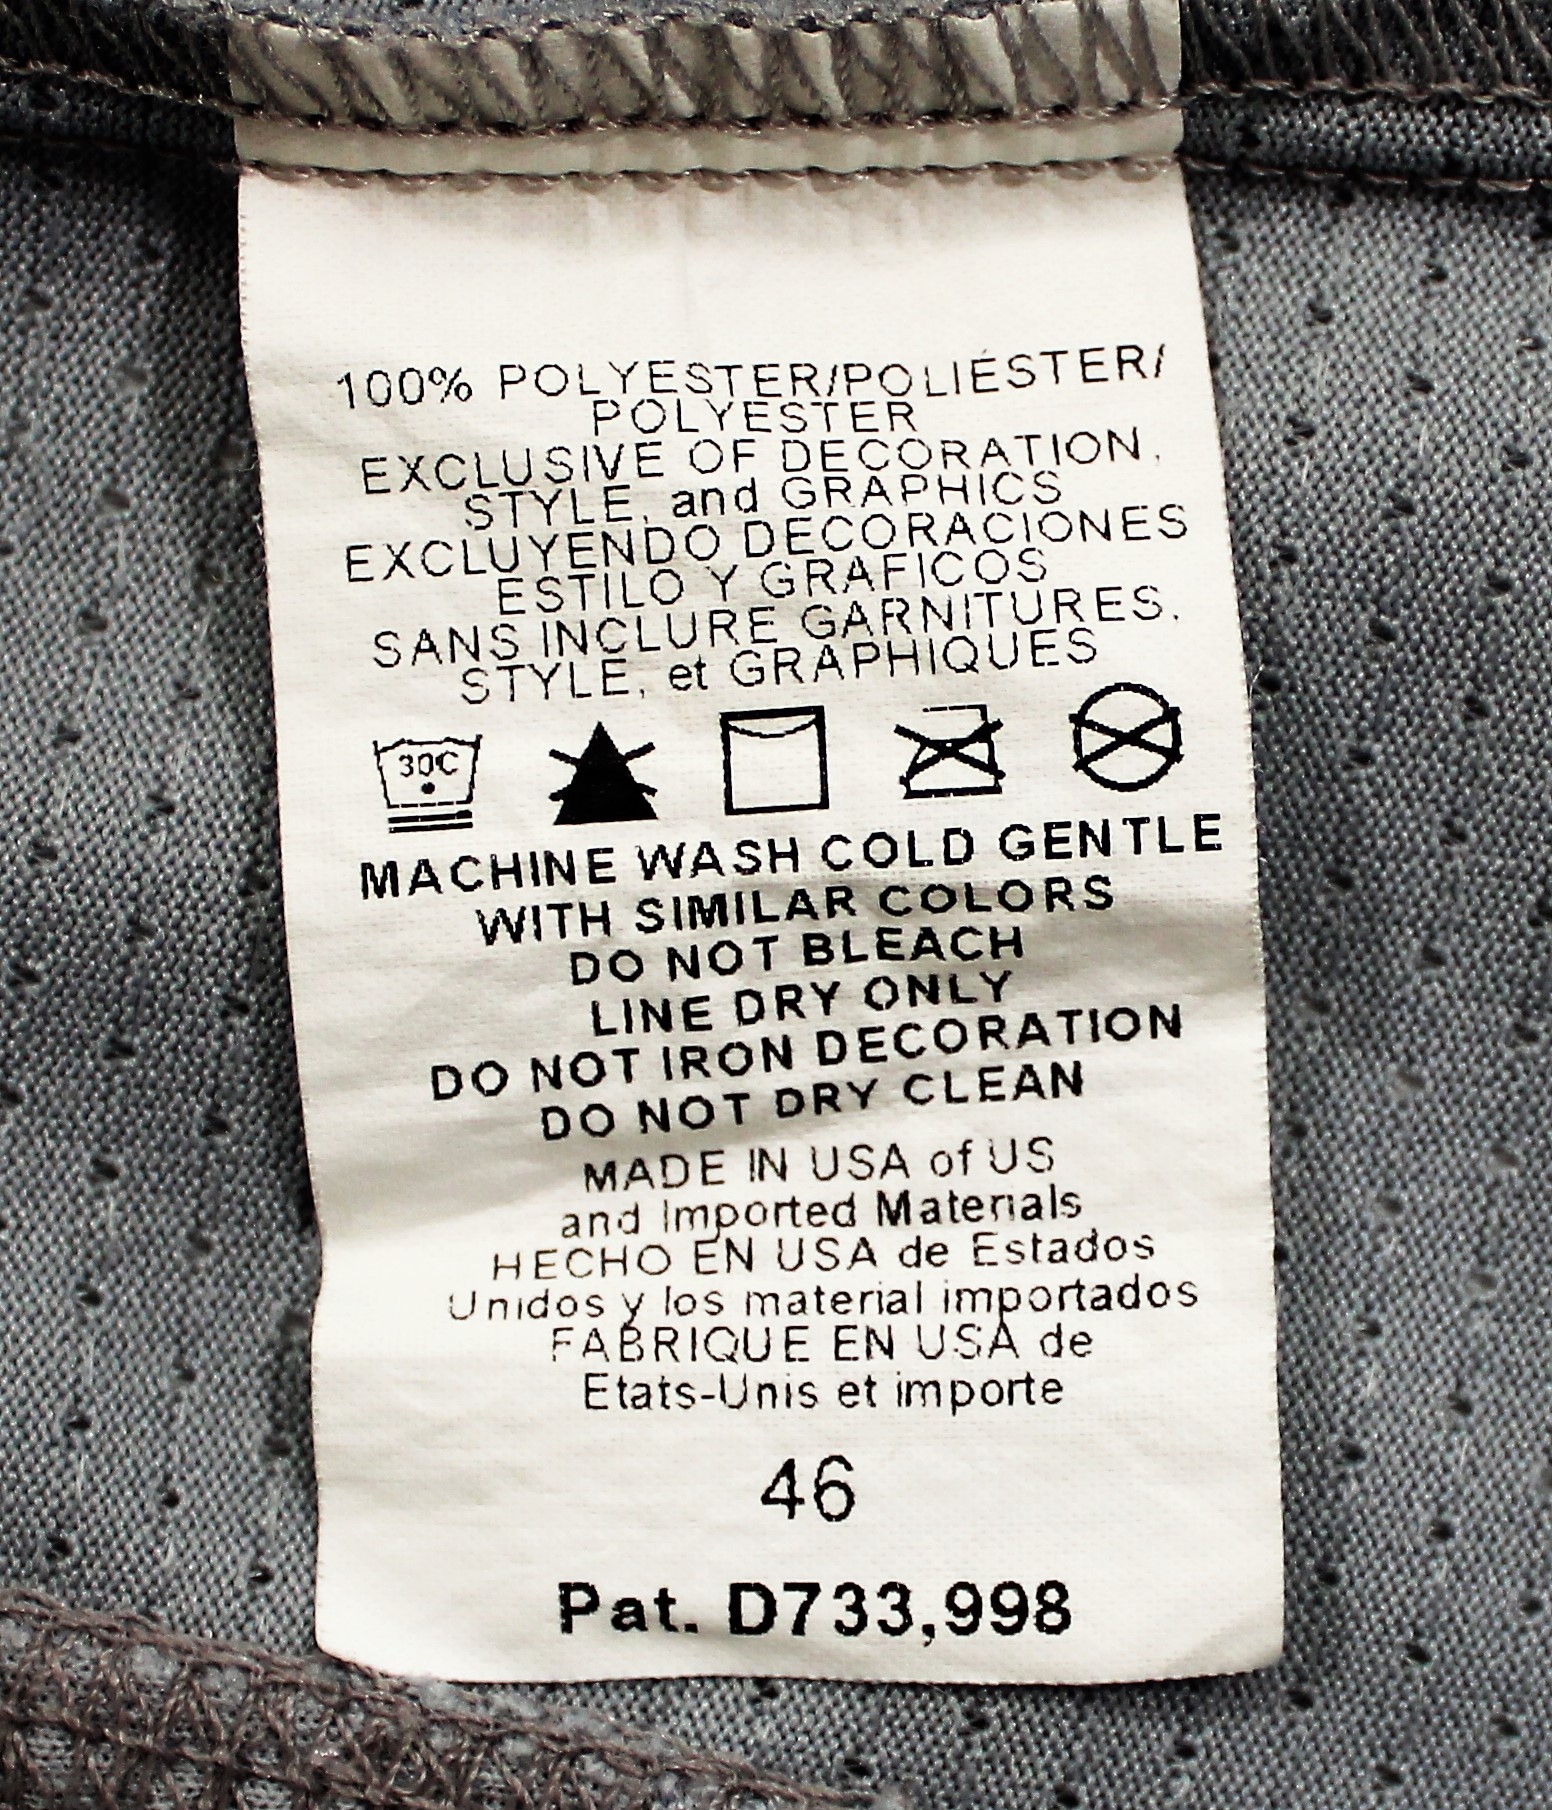 100% POLYESTER/POLIÉSTER/
POLYESTER
EXCLUSIVE OF DECORATION,
STYLE, and GRAPHICS
EXCLUYENDO DECORACIONES
ESTILO Y GRAFICOS
SANS INCLURE GARNITURES,
STYLE, et GRAPHIQUES
30C
MACHINE WASH COLD GENTLE
WITH SIMILAR COLORS
DO NOT BLEACH
LINE DRY ONLY
DO NOT IRON DECORATION
DO NOT DRY CLEAN
MADE IN USA of US
and Imported Materials
HECHO EN USA de Estados
Unidos y los material importados
FABRIQUE EN USA de
Etats-Unis et importe
46
Pat. D733,998